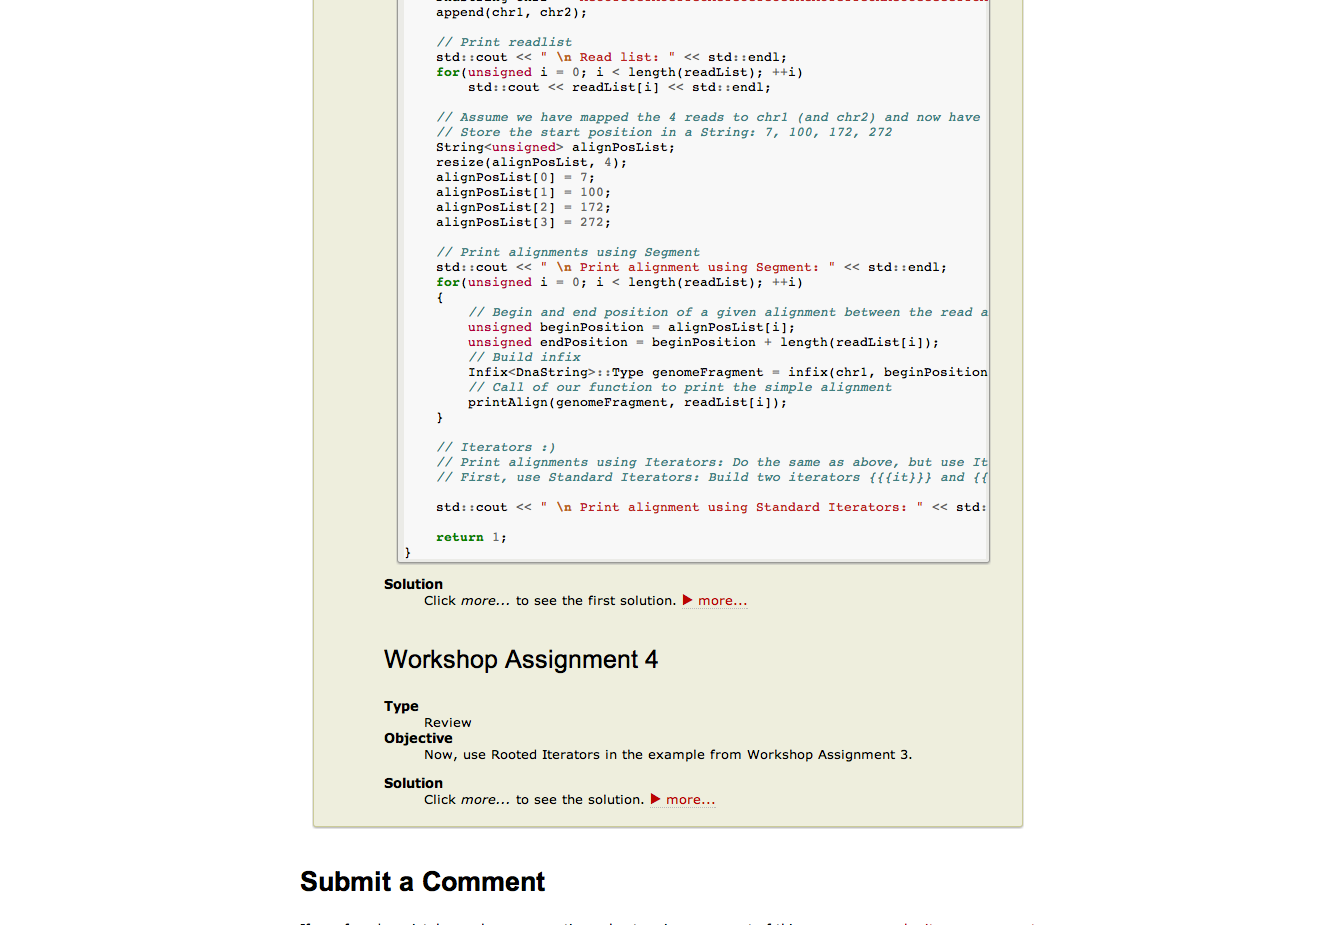 append(chr1, chr2);
// Print readlist
std::cout << " \n Read list: " << std::endl;
for(unsigned i = 0; i < length(readList); ++i)
std::cout << readList[i] << std::endl;
// Assume we have mapped the 4 reads to chr1 (and chr2) and now have
// Store the start position in a String: 7, 100, 172, 272
String<unsigned> alignPosList;
resize(alignPosList, 4);
alignPosList[0] = 7;
alignPosList[1] = 100;
alignPosList[2] = 172;
alignPosList[3] = 272;
// Print alignments using Segment
std::cout << " \n Print alignment using Segment: " << std::endl;
for(unsigned i = 0; i < length(readList); ++i)
{
// Begin and end position of a given alignment between the read a
unsigned beginPosition = alignPosList[i];
unsigned endPosition = beginPosition + length(readList[i]);
// Build infix
Infix<DnaString>::Type genomeFragment = infix(chr1, beginPosition
// Call of our function to print the simple alignment
printAlign(genomeFragment, readList[i]);
}
// Iterators :)
// Print alignments using Iterators: Do the same as above, but use It
// First, use Standard Iterators: Build two iterators {{{it}}} and {{
std::cout << " \n Print alignment using Standard Iterators: " << std:
return 1;
}
Solution
Click more... to see the first solution. ▶ more...
Workshop Assignment 4
Type
Review
Objective
Now, use Rooted Iterators in the example from Workshop Assignment 3.
Solution
Click more... to see the solution. ▶ more...
Submit a Comment